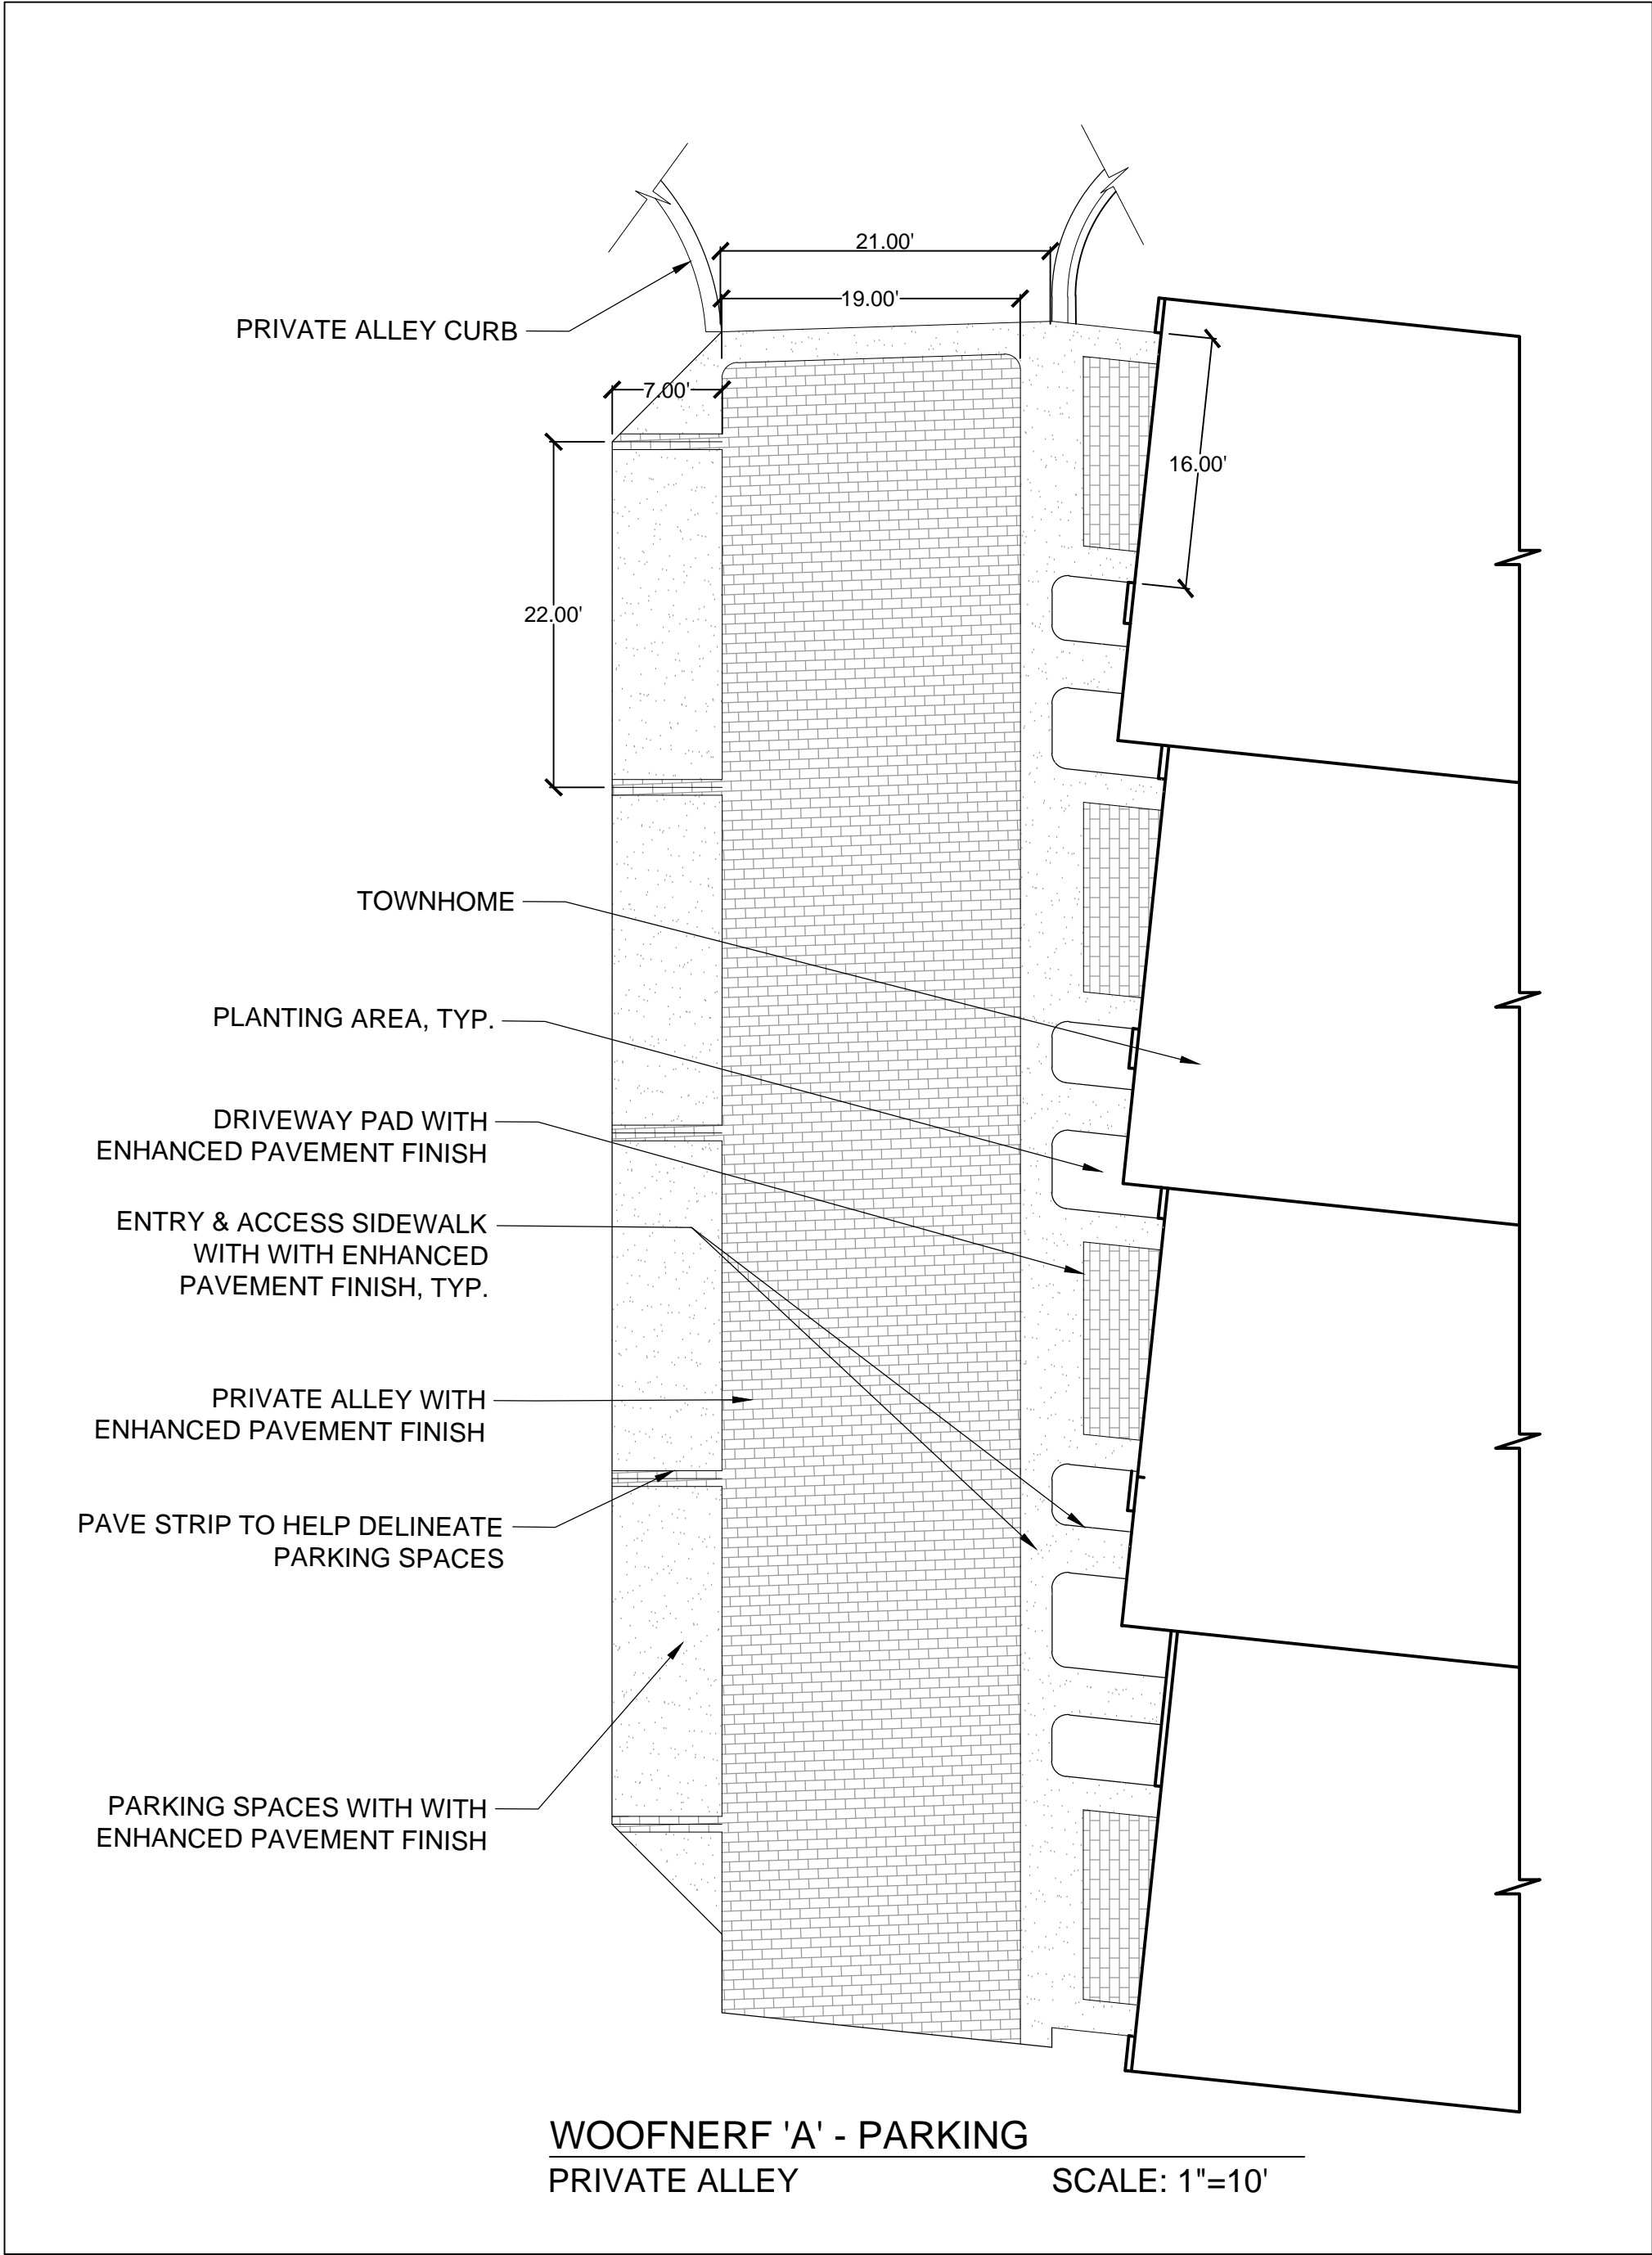 21.00'
19.00'
PRIVATE ALLEY CURB
7.00'
16.00'
22.00'
TOWNHOME
PLANTING AREA, TYP.
DRIVEWAY PAD WITH
ENHANCED PAVEMENT FINISH
ENTRY & ACCESS SIDEWALK
WITH WITH ENHANCED
PAVEMENT FINISH, TYP.
PRIVATE ALLEY WITH
ENHANCED PAVEMENT FINISH
PAVE STRIP TO HELP DELINEATE
PARKING SPACES
PARKING SPACES WITH WITH
ENHANCED PAVEMENT FINISH
WOOFNERF 'A' - PARKING
PRIVATE ALLEY SCALE: 1"=10'